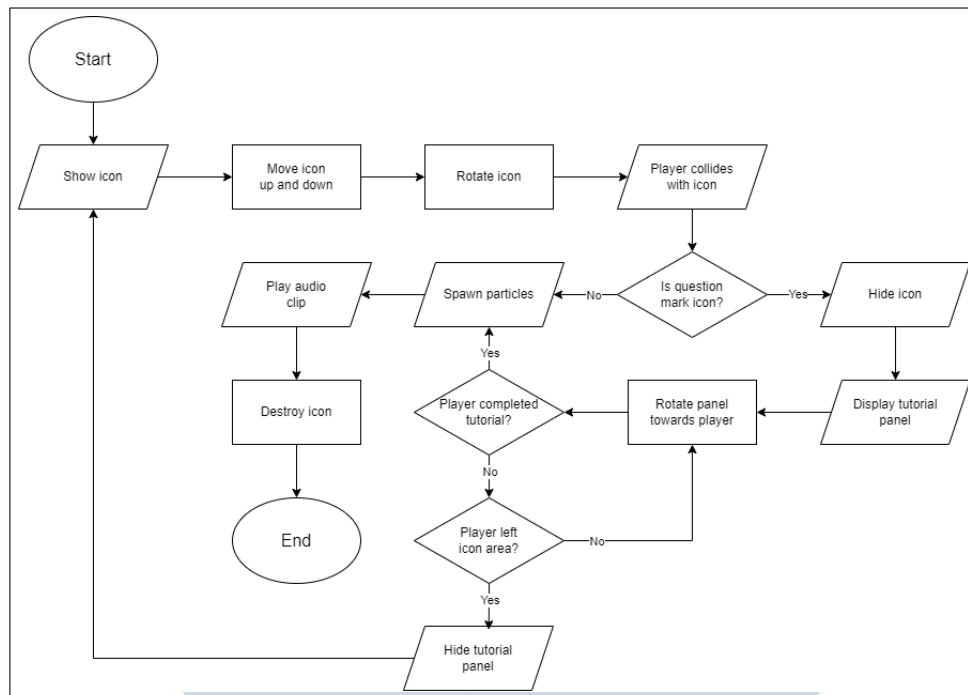 Start
Show icon
Move icon
up and down
Rotate icon
Player collides
with icon
Play audio
clip
Spawn particles
No
Is question
mark icon?
Yes
Hide icon
Yes
Destroy icon
Player completed
tutorial?
Rotate panel
towards player
Display tutorial
panel
No
End
Player left
icon area?
No
Yes
Hide tutorial
panel